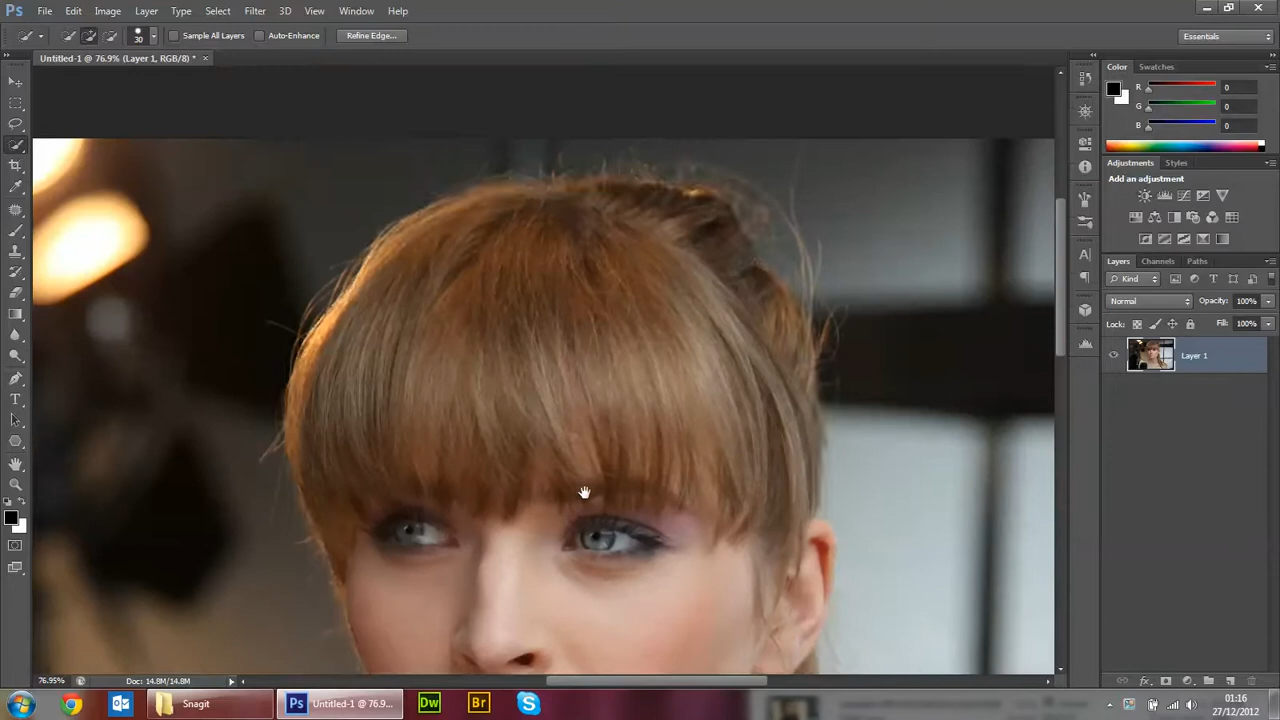 Ps File Edit Image Layer Type Select Filter 3D View Window Help
30 Sample All Layers Auto-Enhance Refine Edge... Essentials
Untitled-1 @ 76.9% (Layer 1, RGB/8) * ×
Color Swatches
R 0
G 0
B 0
Adjustments Styles
Add an adjustment
Layers Channels Paths
Kind
Normal Opacity: 100%
Lock: Fill: 100%
Layer 1
76.95% Doc: 14.8M/14.8M
Snagit Ps Untitled-1 @ 76.9... Dw Br
01:16
27/12/2012